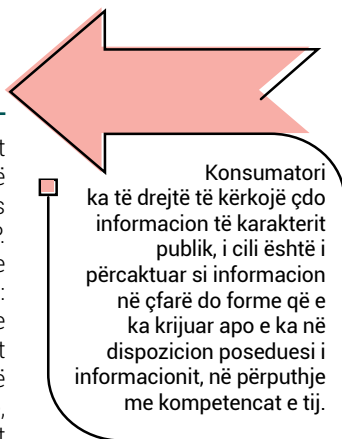 Konsumatori
ka të drejtë të kërkojë çdo
informacion të karakterit
publik, i cili është i
përcaktuar si informacion
në çfarë do forme që e
ka krijuar apo e ka në
dispozicion poseduesi i
informacionit, në përputhje
me kompetencat e tij.